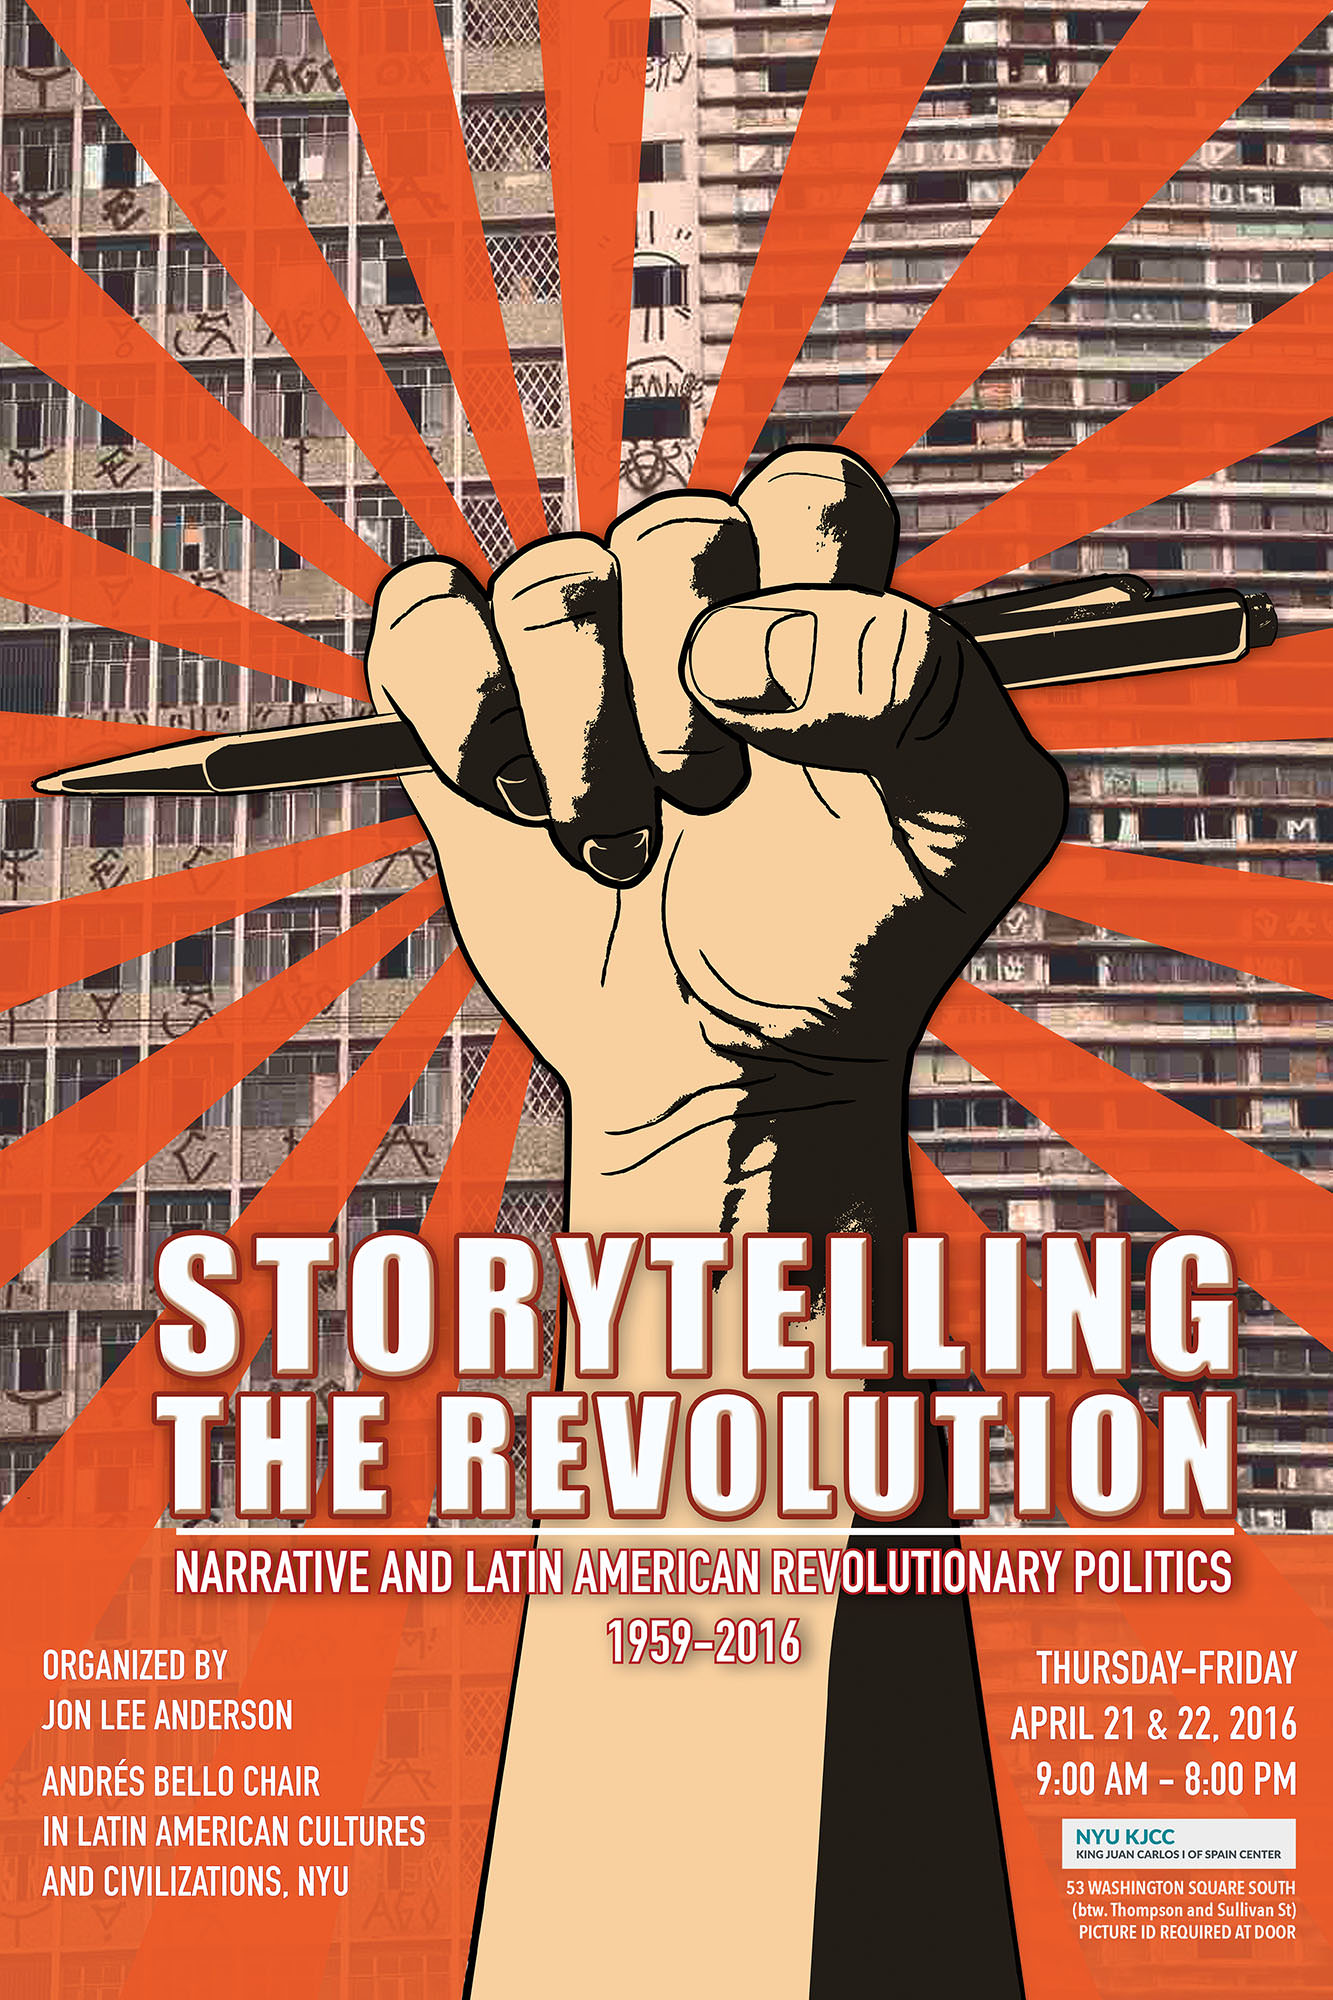 STORYTELLING
THE REVOLUTION
NARRATIVE AND LATIN AMERICAN REVOLUTIONARY POLITICS
1959–2016
ORGANIZED BY
JON LEE ANDERSON
ANDRÉS BELLO CHAIR
IN LATIN AMERICAN CULTURES
AND CIVILIZATIONS, NYU
THURSDAY–FRIDAY
APRIL 21 & 22, 2016
9:00 AM – 8:00 PM
NYU KJCC
KING JUAN CARLOS I OF SPAIN CENTER
53 WASHINGTON SQUARE SOUTH
(btw. Thompson and Sullivan St)
PICTURE ID REQUIRED AT DOOR